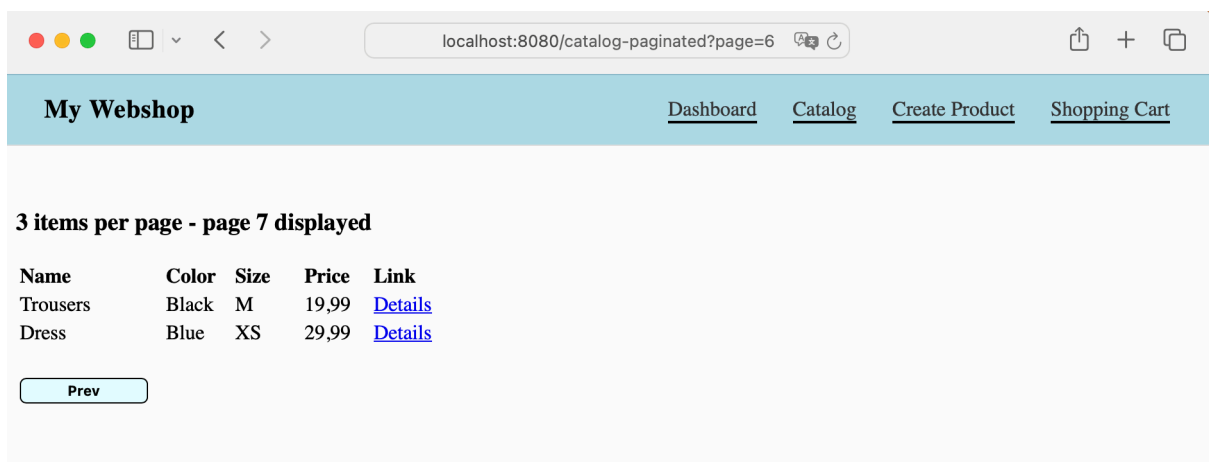 localhost:8080/catalog-paginated?page=6
My Webshop Dashboard Catalog Create Product Shopping Cart
3 items per page - page 7 displayed
Name Color Size Price Link
Trousers Black M 19,99 Details
Dress Blue XS 29,99 Details
Prev